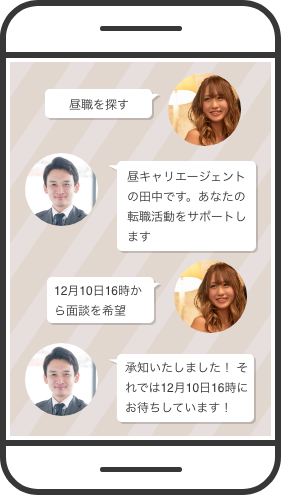 昼職を探す
昼キャリエージェント
の田中です。あなたの
転職活動をサポートし
ます
12月10日16時か
ら面談を希望
承知いたしました！ そ
れでは12月10日16時に
お待ちしています！